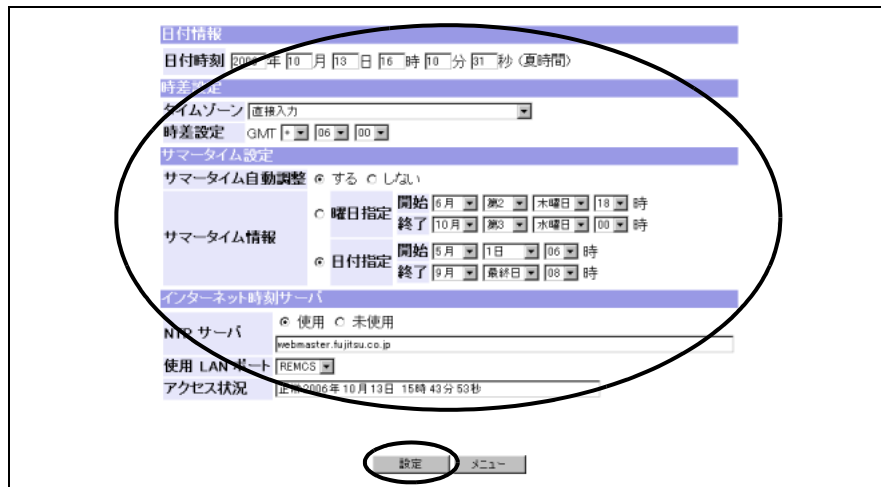 日付情報
日付時刻 2006 年 10 月 13 日 16 時 10 分 31 秒 (夏時間)
時差設定
タイムゾーン 直接入力
時差設定 GMT + 06 00
サマータイム設定
サマータイム自動調整 する しない
サマータイム情報
曜日指定 開始 6月 第2 木曜日 18 時
終了 10月 第3 水曜日 00 時
日付指定 開始 5月 1日 06 時
終了 9月 最終日 08 時
インターネット時刻サーバ
NTP サーバ 使用 未使用
webmaster.fujitsu.co.jp
使用 LAN ポート REMCS
アクセス状況 正常 2006年10月13日 15時43分53秒
設定 メニュー